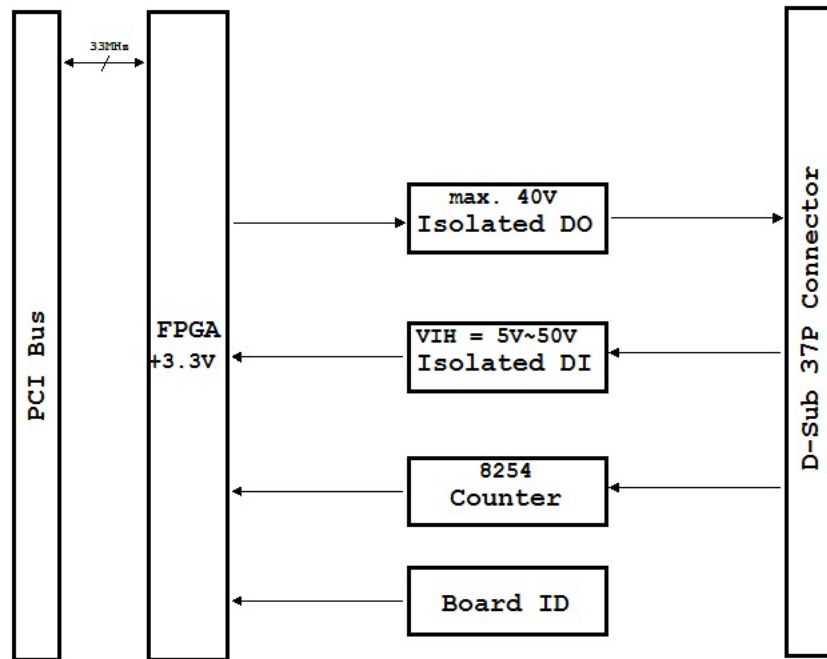 33MHz
PCI Bus
FPGA
+3.3V
max. 40V
Isolated DO
VIH = 5V~50V
Isolated DI
8254
Counter
Board ID
D-Sub 37P Connector